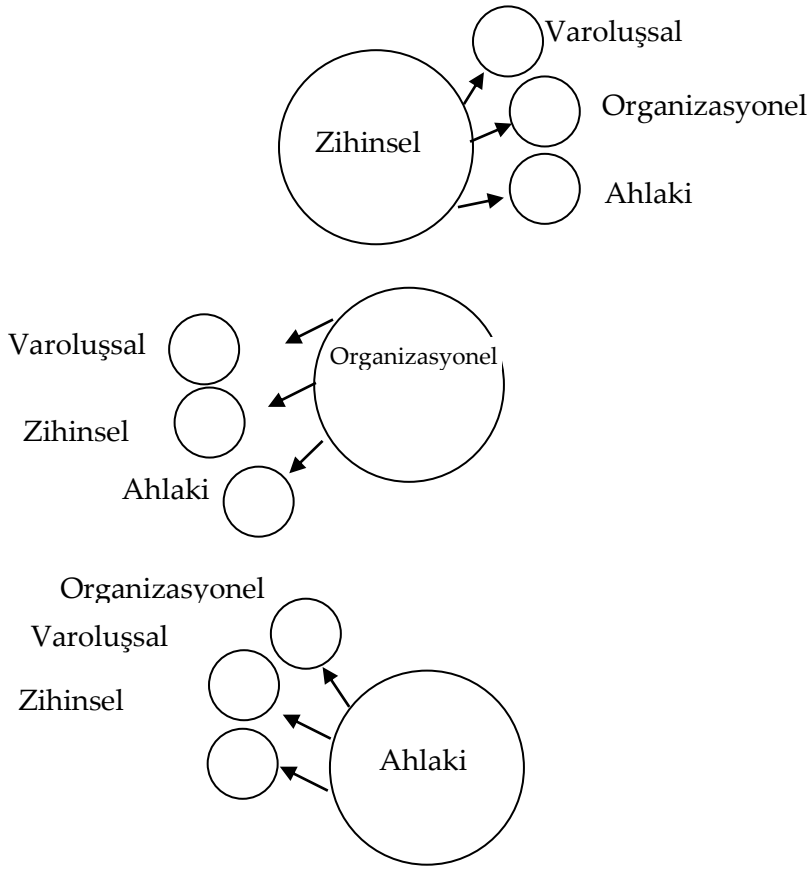 Varoluşsal
Organizasyonel
Zihinsel
Ahlaki
Varoluşsal
Organizasyonel
Zihinsel
Ahlaki
Organizasyonel
Varoluşsal
Zihinsel
Ahlaki